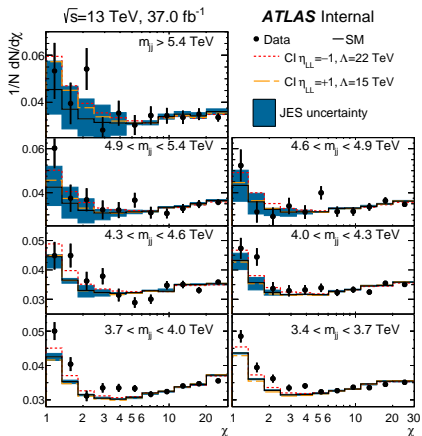 √s=13 TeV, 37.0 fb⁻¹
ATLAS Internal
Data
SM
CI η_LL=−1, Λ=22 TeV
CI η_LL=+1, Λ=15 TeV
JES uncertainty
1/N dN/dχ
m_jj > 5.4 TeV
0.06
0.04
4.9 < m_jj < 5.4 TeV
4.6 < m_jj < 4.9 TeV
0.06
0.04
4.3 < m_jj < 4.6 TeV
4.0 < m_jj < 4.3 TeV
0.05
0.04
0.03
3.7 < m_jj < 4.0 TeV
3.4 < m_jj < 3.7 TeV
0.05
0.04
0.03
1 2 3 4 5 6 10 20 χ
1 2 3 4 5 6 10 20 30
χ